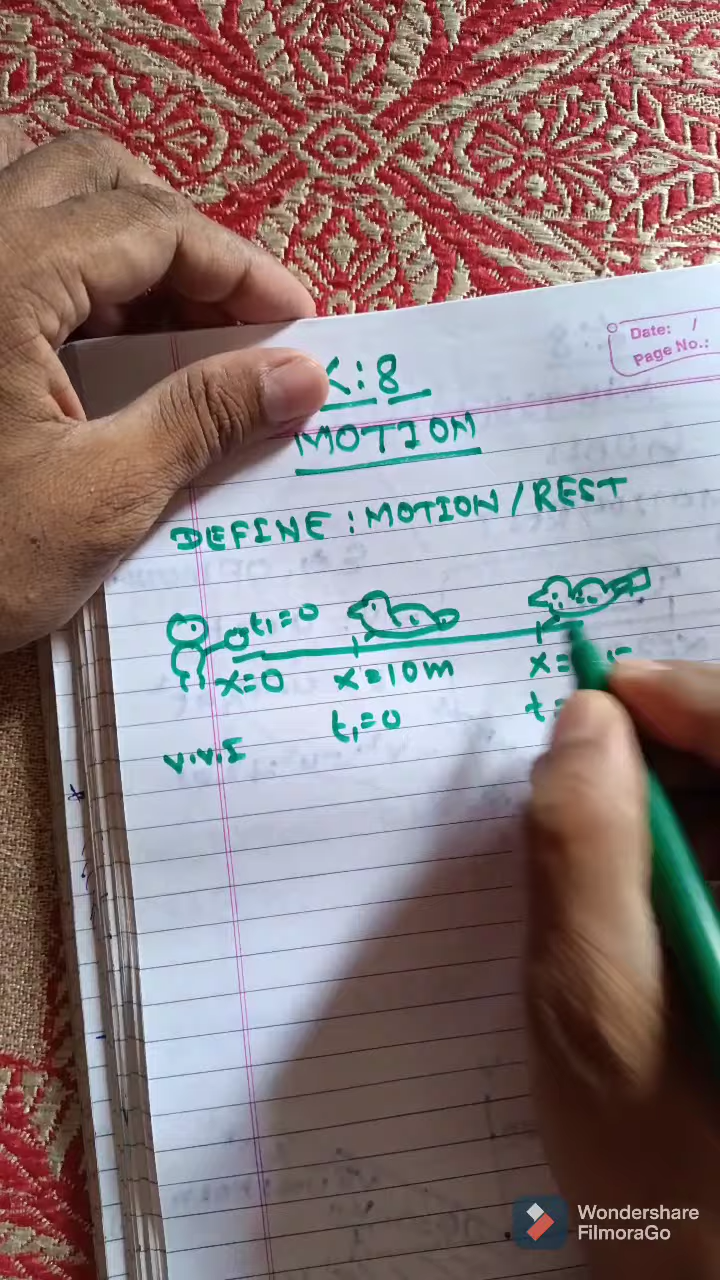 Date: /
Page No.:
: 8
MOTION
DEFINE : MOTION / REST
t₁=0
x=0 x=10m x=
t₁=0 t=
V.V.I
Wondershare
FilmoraGo